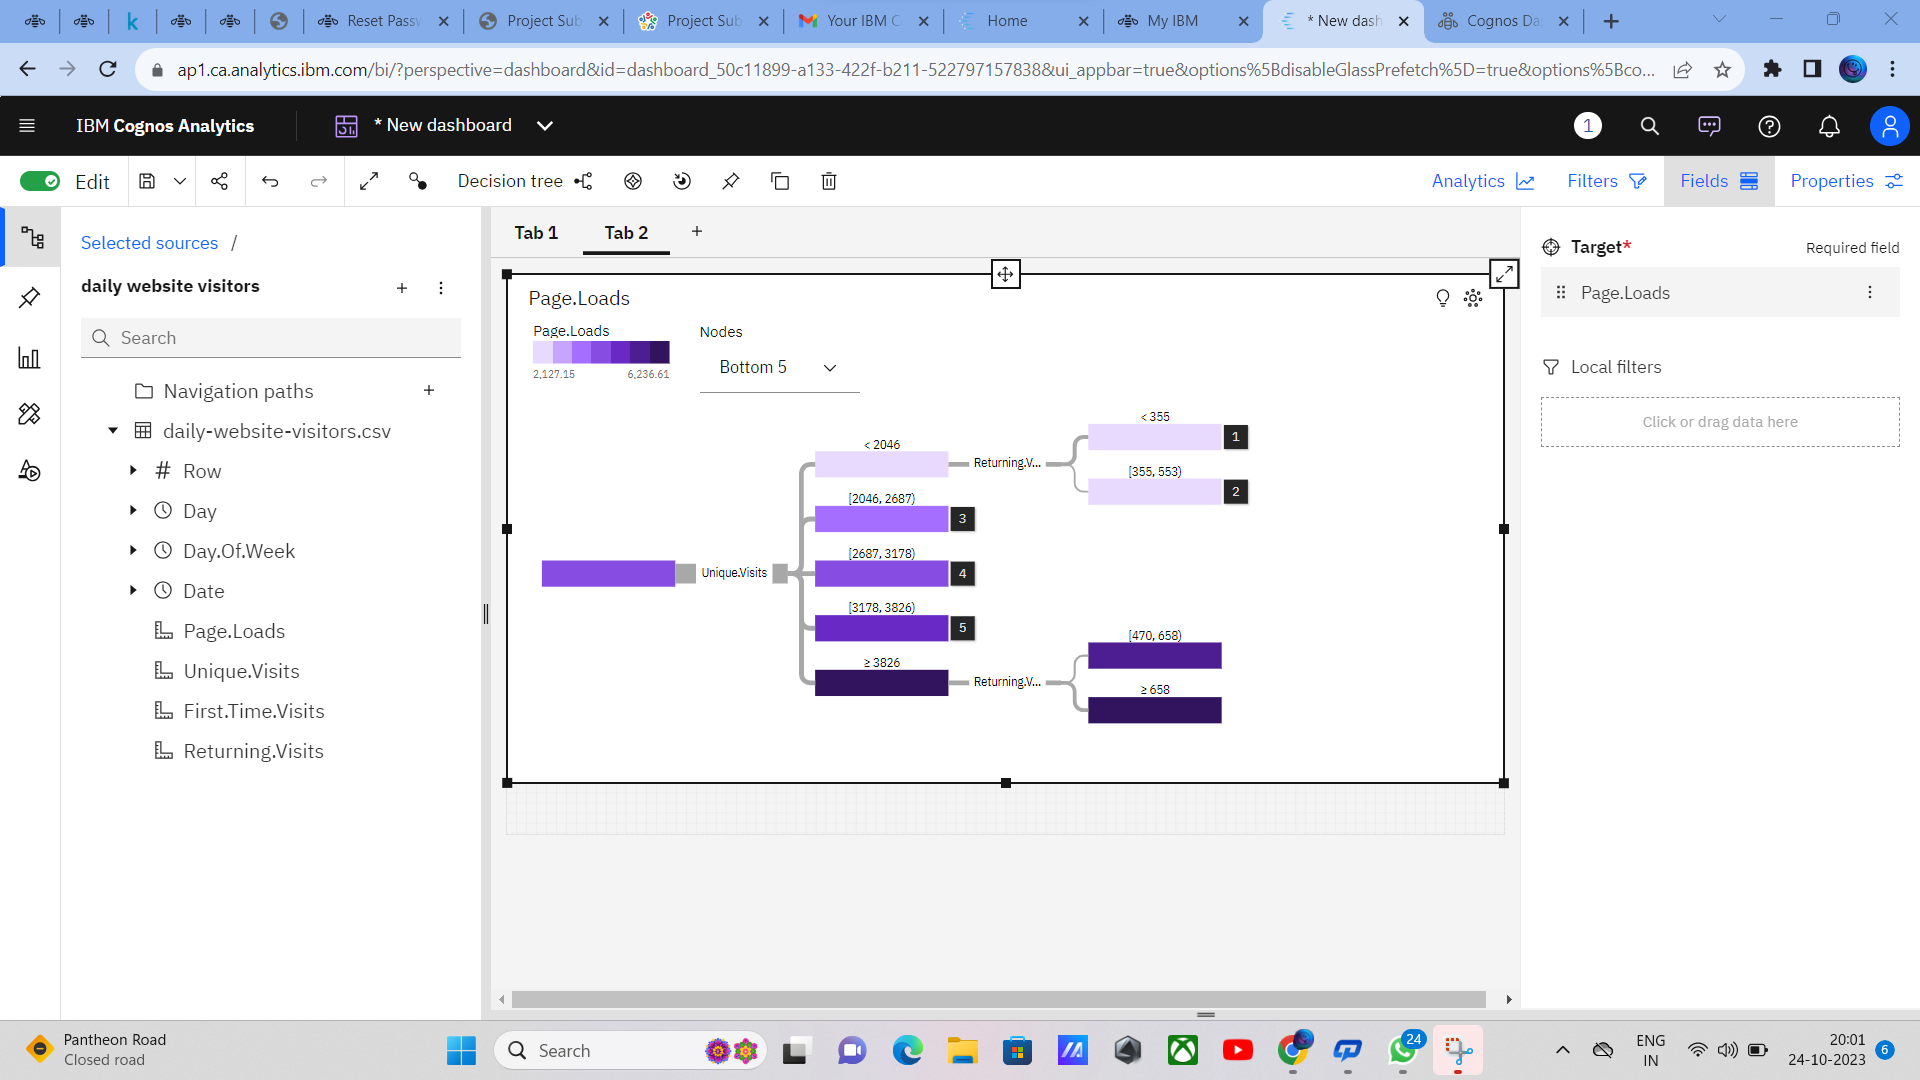 Reset Passw
Project Sub
Project Sub
Your IBM C
Home
My IBM
* New dash
Cognos Da
ap1.ca.analytics.ibm.com/bi/?perspective=dashboard&id=dashboard_50c11899-a133-422f-b211-522797157838&ui_appbar=true&options%5BdisableGlassPrefetch%5D=true&options%5Bco...
IBM Cognos Analytics
* New dashboard
1
Edit
Decision tree
Analytics
Filters
Fields
Properties
Selected sources /
daily website visitors
Search
Navigation paths
daily-website-visitors.csv
Row
Day
Day.Of.Week
Date
Page.Loads
Unique.Visits
First.Time.Visits
Returning.Visits
Tab 1
Tab 2
Page.Loads
Page.Loads
2,127.15
6,236.61
Nodes
Bottom 5
< 355
1
< 2046
Returning.V...
[355, 553)
2
[2046, 2687)
3
[2687, 3178)
Unique.Visits
4
[3178, 3826)
5
[470, 658)
≥ 3826
Returning.V...
≥ 658
Target*
Required field
Page.Loads
Local filters
Click or drag data here
Pantheon Road
Closed road
Search
24
ENG
IN
20:01
24-10-2023
6